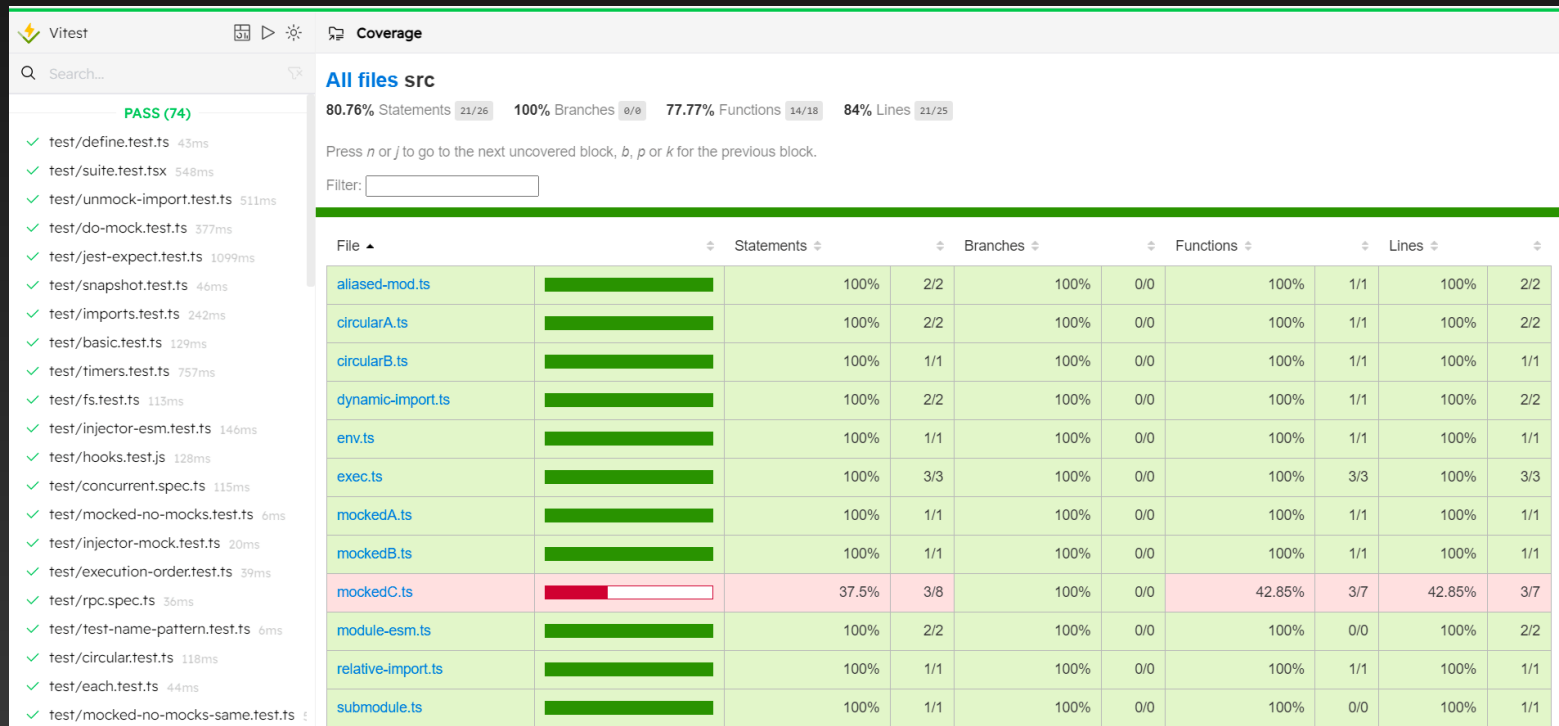 Vitest
Coverage
Search...
PASS (74)
test/define.test.ts 43ms
test/suite.test.tsx 548ms
test/unmock-import.test.ts 511ms
test/do-mock.test.ts 377ms
test/jest-expect.test.ts 1099ms
test/snapshot.test.ts 46ms
test/imports.test.ts 242ms
test/basic.test.ts 129ms
test/timers.test.ts 757ms
test/fs.test.ts 113ms
test/injector-esm.test.ts 146ms
test/hooks.test.js 128ms
test/concurrent.spec.ts 115ms
test/mocked-no-mocks.test.ts 6ms
test/injector-mock.test.ts 20ms
test/execution-order.test.ts 39ms
test/rpc.spec.ts 36ms
test/test-name-pattern.test.ts 6ms
test/circular.test.ts 118ms
test/each.test.ts 44ms
test/mocked-no-mocks-same.test.ts
All files src
80.76% Statements 21/26 100% Branches 0/0 77.77% Functions 14/18 84% Lines 21/25
Press n or j to go to the next uncovered block, b, p or k for the previous block.
Filter:
File Statements Branches Functions Lines
aliased-mod.ts 100% 2/2 100% 0/0 100% 1/1 100% 2/2
circularA.ts 100% 2/2 100% 0/0 100% 1/1 100% 2/2
circularB.ts 100% 1/1 100% 0/0 100% 1/1 100% 1/1
dynamic-import.ts 100% 2/2 100% 0/0 100% 1/1 100% 2/2
env.ts 100% 1/1 100% 0/0 100% 1/1 100% 1/1
exec.ts 100% 3/3 100% 0/0 100% 3/3 100% 3/3
mockedA.ts 100% 1/1 100% 0/0 100% 1/1 100% 1/1
mockedB.ts 100% 1/1 100% 0/0 100% 1/1 100% 1/1
mockedC.ts 37.5% 3/8 100% 0/0 42.85% 3/7 42.85% 3/7
module-esm.ts 100% 2/2 100% 0/0 100% 0/0 100% 2/2
relative-import.ts 100% 1/1 100% 0/0 100% 1/1 100% 1/1
submodule.ts 100% 1/1 100% 0/0 100% 0/0 100% 1/1